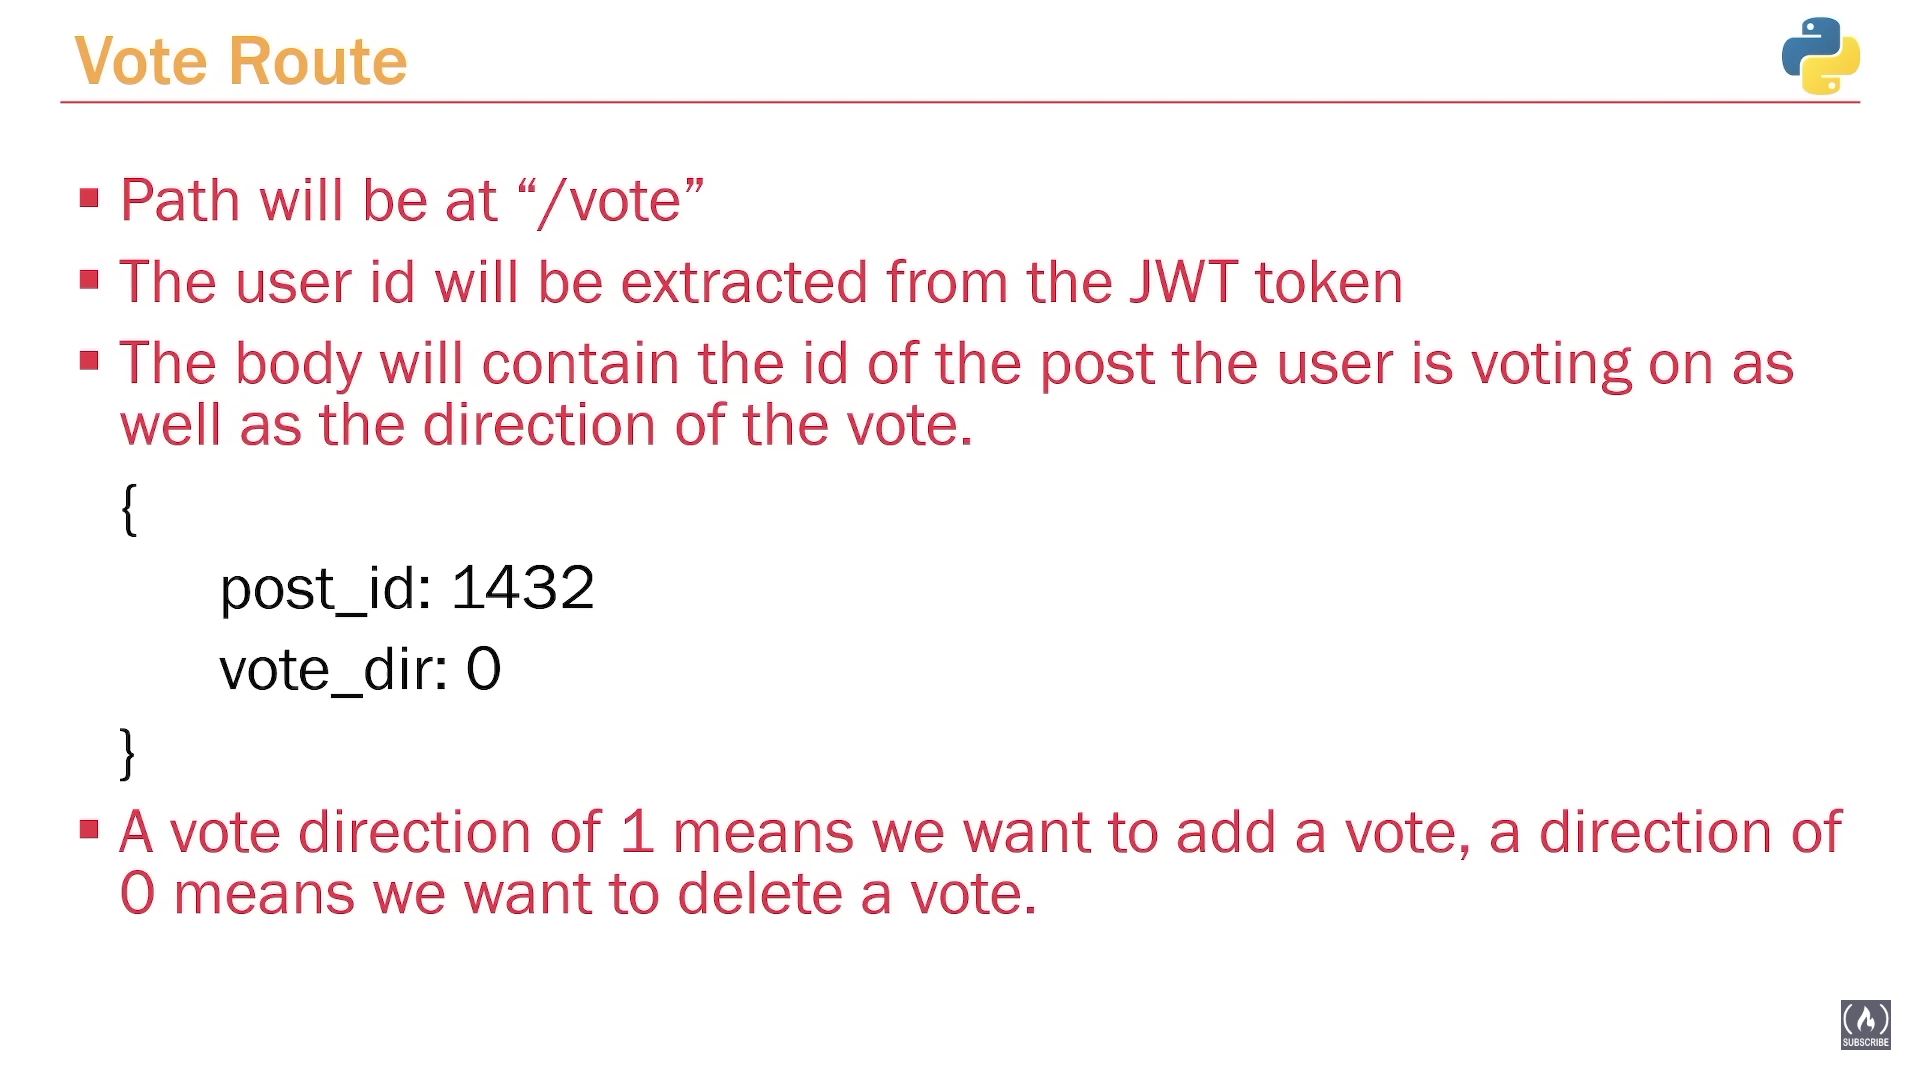 Vote Route
▪ Path will be at “/vote”
▪ The user id will be extracted from the JWT token
▪ The body will contain the id of the post the user is voting on as
well as the direction of the vote.
{
post_id: 1432
vote_dir: 0
}
▪ A vote direction of 1 means we want to add a vote, a direction of
0 means we want to delete a vote.
SUBSCRIBE